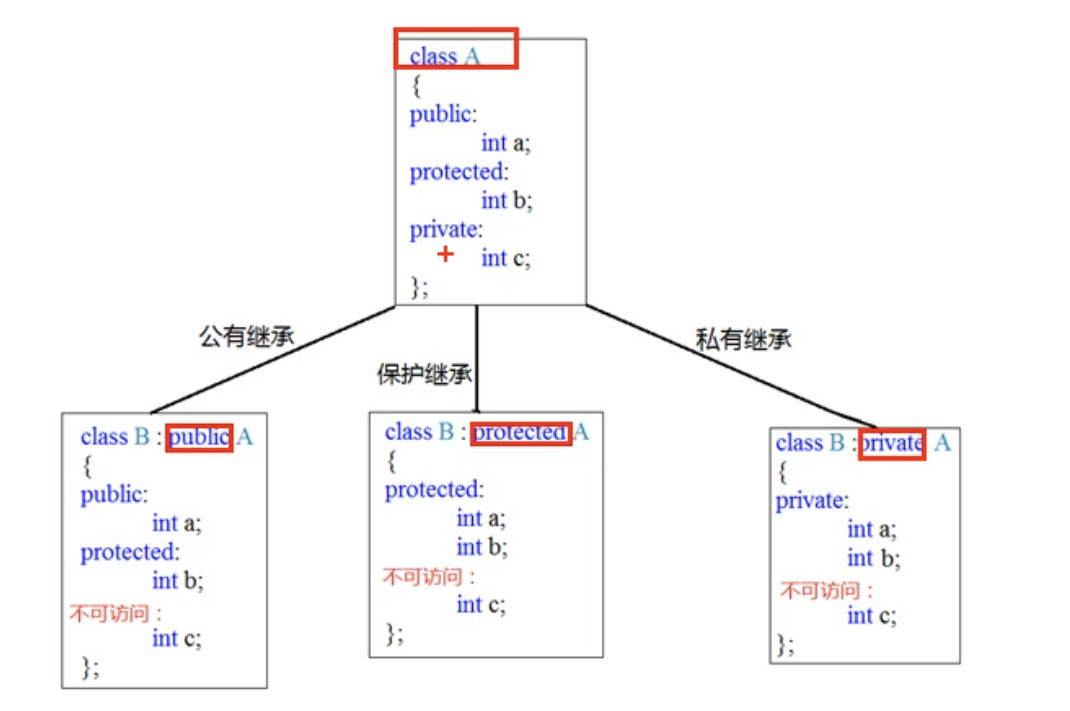 class A
{
public:
int a;
protected:
int b;
private:
int c;
};
公有继承
保护继承
私有继承
class B : public A
{
public:
int a;
protected:
int b;
不可访问：
int c;
};
class B : protected A
{
protected:
int a;
int b;
不可访问：
int c;
};
class B : private A
{
private:
int a;
int b;
不可访问：
int c;
};